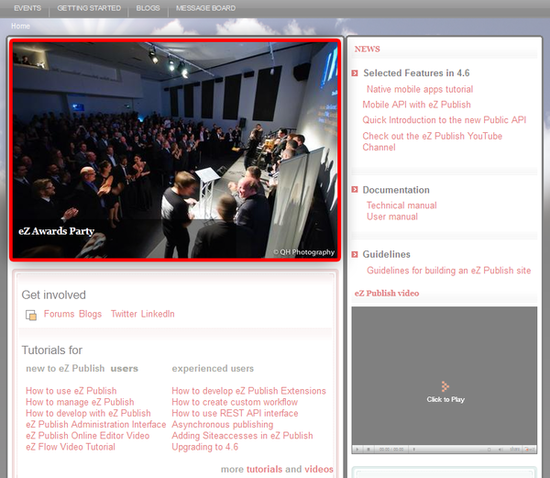 EVENTS GETTING STARTED BLOGS MESSAGE BOARD
Home
eZ Awards Party
© QH Photography
Get involved
Forums Blogs Twitter LinkedIn
Tutorials for
new to eZ Publish users
How to use eZ Publish
How to manage eZ Publish
How to develop with eZ Publish
eZ Publish Administration Interface
eZ Publish Online Editor Video
eZ Flow Video Tutorial
experienced users
How to develop eZ Publish Extensions
How to create custom workflow
How to use REST API interface
Asynchronous publishing
Adding Siteaccesses in eZ Publish
Upgrading to 4.6
more tutorials and videos
NEWS
Selected Features in 4.6
Native mobile apps tutorial
Mobile API with eZ Publish
Quick Introduction to the new Public API
Check out the eZ Publish YouTube
Channel
Documentation
Technical manual
User manual
Guidelines
Guidelines for building an eZ Publish site
eZ Publish video
Click to Play